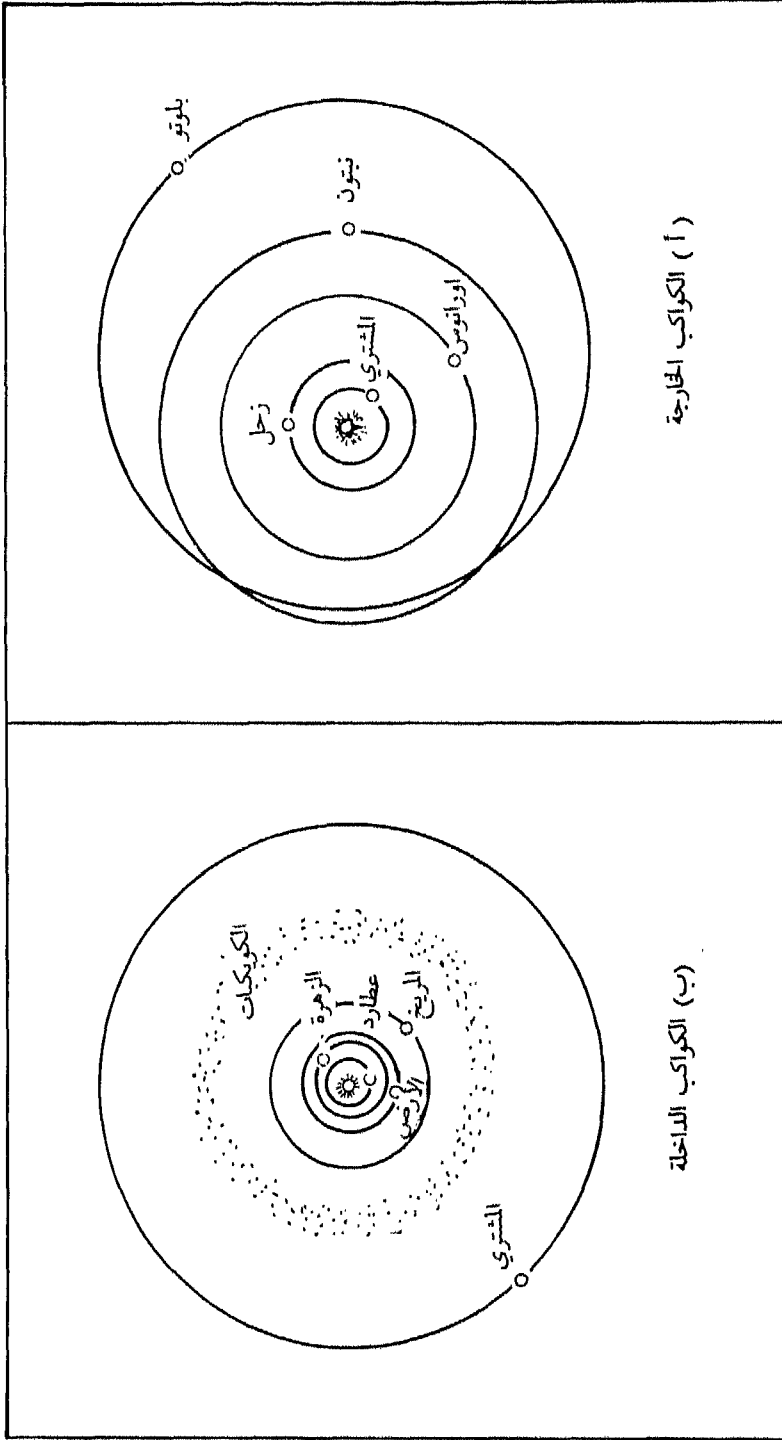 بلوتو
نبتون
اورانوس
المشتري
زحل
(أ) الكواكب الخارجة
الكويكبات
الزهرة
عطارد
المريخ
الأرض
المشتري
(ب) الكواكب الداخلة